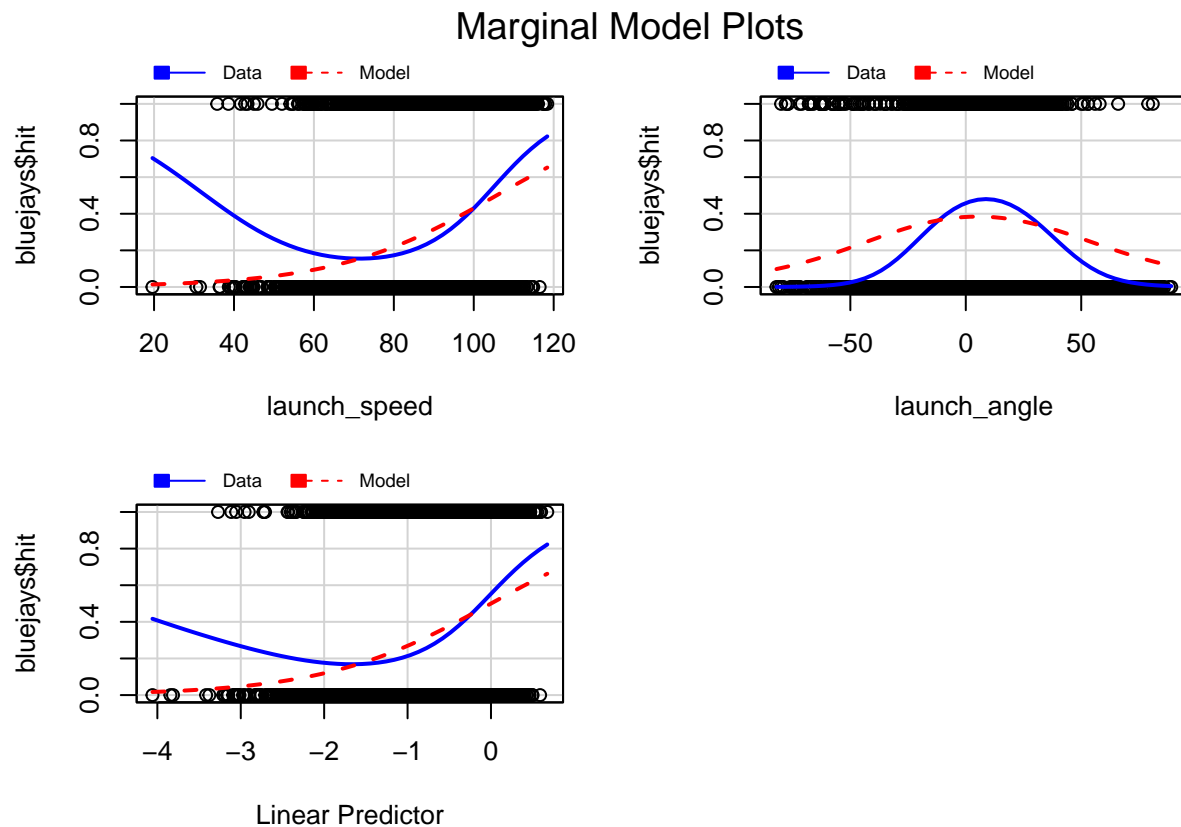 Marginal Model Plots
Data Model
bluejays$hit
0.0 0.4 0.8
20 40 60 80 100 120
launch_speed
Data Model
bluejays$hit
0.0 0.4 0.8
−50 0 50
launch_angle
Data Model
bluejays$hit
0.0 0.4 0.8
−4 −3 −2 −1 0
Linear Predictor